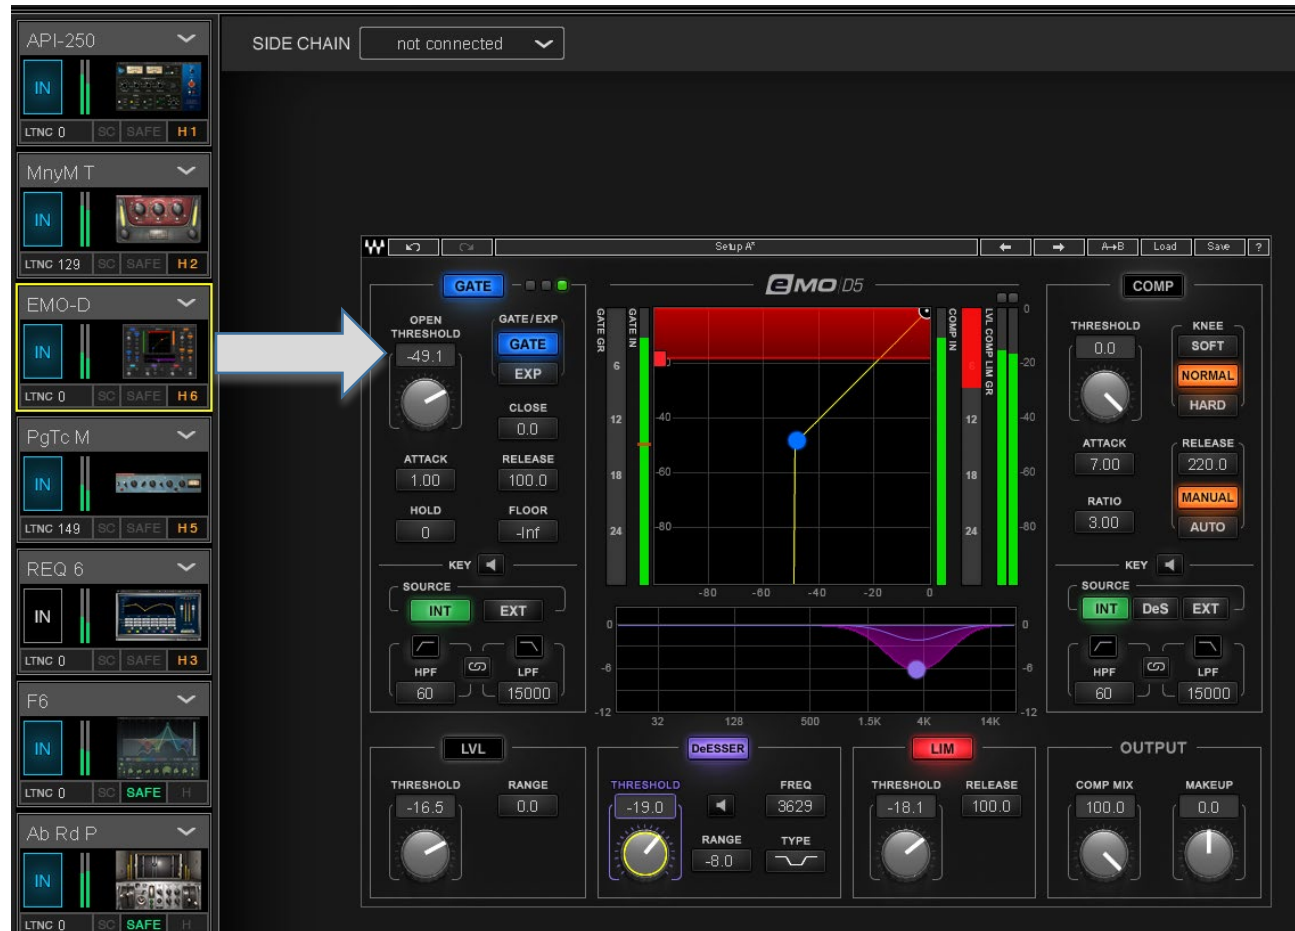 API-250
IN
LTNC 0 SC SAFE H1
MnyM T
IN
LTNC 129 SC SAFE H2
EMO-D
IN
LTNC 0 SC SAFE H6
PgTc M
IN
LTNC 149 SC SAFE H5
REQ 6
IN
LTNC 0 SC SAFE H3
F6
IN
LTNC 0 SC SAFE H
Ab Rd P
IN
LTNC 0 SC SAFE H
SIDE CHAIN not connected
Setup A* A→B Load Save ?
GATE
OPEN THRESHOLD
-49.1
GATE/EXP
GATE
EXP
CLOSE
0.0
ATTACK
1.00
RELEASE
100.0
HOLD
0
FLOOR
-Inf
KEY
SOURCE
INT EXT
HPF
60
LPF
15000
eMO D5
GATE GR
GATE IN
6
12
18
24
0
-40
-60
-80
-80 -60 -40 -20 0
COMP IN
LVL COMP LIM GR
6
12
18
24
0
-20
-40
-60
-80
0 0
-6 -6
-12 -12
32 128 500 1.5K 4K 14K
COMP
THRESHOLD
0.0
KNEE
SOFT
NORMAL
HARD
ATTACK
7.00
RELEASE
220.0
RATIO
3.00
MANUAL
AUTO
KEY
SOURCE
INT DeS EXT
HPF
60
LPF
15000
LVL
THRESHOLD
-16.5
RANGE
0.0
DeESSER
THRESHOLD
-19.0
FREQ
3629
RANGE
-8.0
TYPE
LIM
THRESHOLD
-18.1
RELEASE
100.0
OUTPUT
COMP MIX
100.0
MAKEUP
0.0